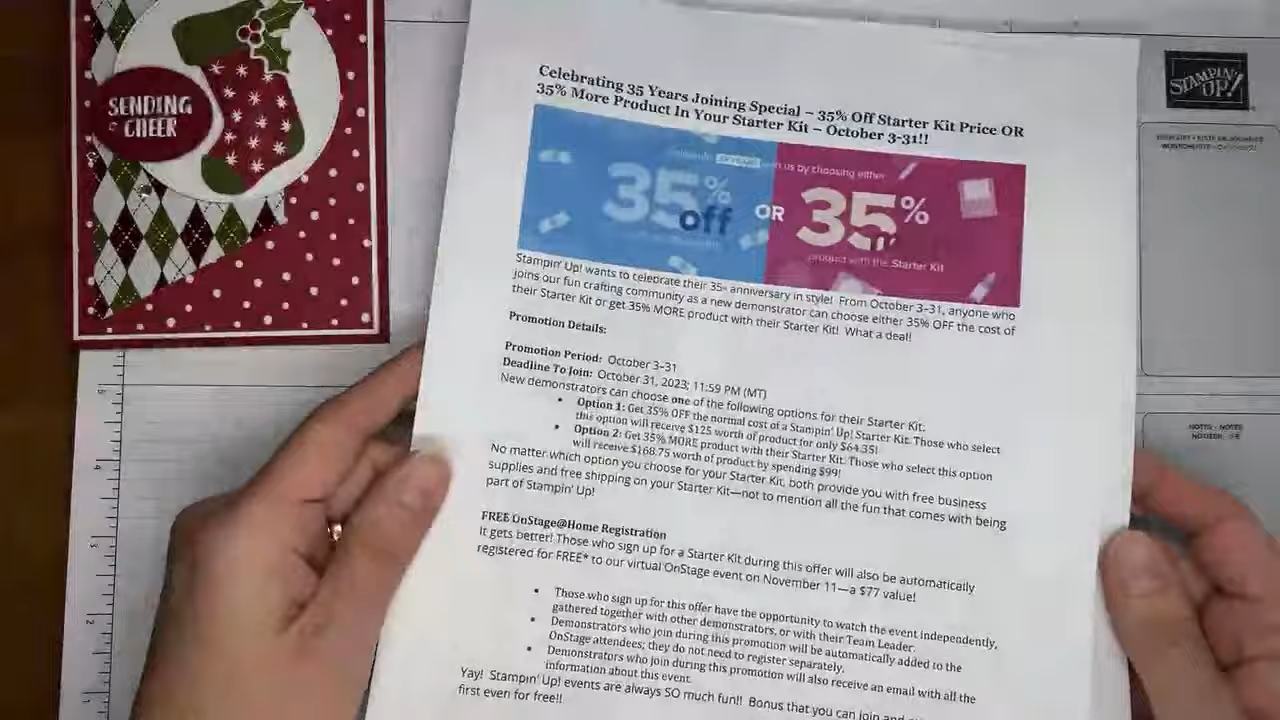 SENDING
CHEER
STAMPIN' UP!
Celebrating 35 Years Joining Special – 35% Off Starter Kit Price OR
35% More Product In Your Starter Kit – October 3-31!!
us by choosing either
35% off OR 35%
product with the Starter Kit
Stampin' Up! wants to celebrate their 35th anniversary in style! From October 3–31, anyone who
joins our fun crafting community as a new demonstrator can choose either 35% OFF the cost of
their Starter Kit or get 35% MORE product with their Starter Kit! What a deal!
Promotion Details:
Promotion Period: October 3–31
Deadline To Join: October 31, 2023; 11:59 PM (MT)
New demonstrators can choose one of the following options for their Starter Kit:
• Option 1: Get 35% OFF the normal cost of a Stampin' Up! Starter Kit. Those who select
this option will receive $125 worth of product for only $64.35!
• Option 2: Get 35% MORE product with their Starter Kit. Those who select this option
will receive $168.75 worth of product by spending $99!
No matter which option you choose for your Starter Kit, both provide you with free business
supplies and free shipping on your Starter Kit—not to mention all the fun that comes with being
part of Stampin' Up!
FREE OnStage@Home Registration
It gets better! Those who sign up for a Starter Kit during this offer will also be automatically
registered for FREE* to our virtual OnStage event on November 11—a $77 value!
• Those who sign up for this offer have the opportunity to watch the event independently,
gathered together with other demonstrators, or with their Team Leader.
• Demonstrators who join during this promotion will be automatically added to the
OnStage attendees; they do not need to register separately.
• Demonstrators who join during this promotion will also receive an email with all the
information about this event.
Yay! Stampin' Up! events are always SO much fun!! Bonus that you can join and
first even for free!!
5
4
3
2
1